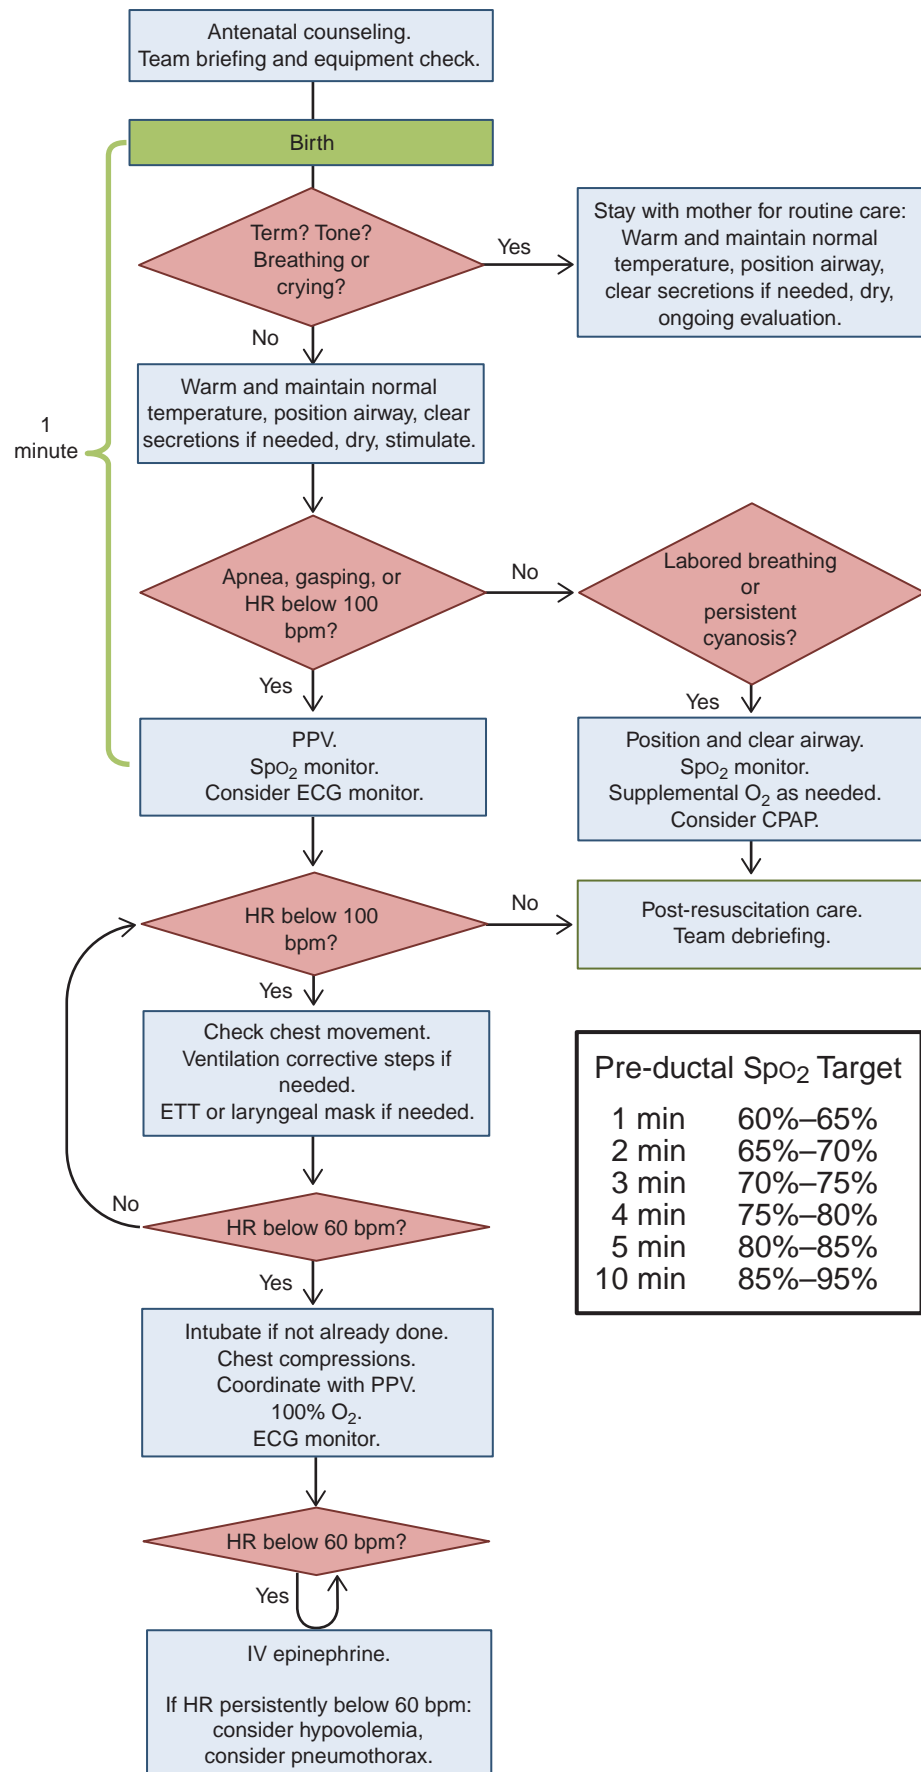 Antenatal counseling.
Team briefing and equipment check.
Birth
Term? Tone?
Breathing or
crying?
Yes
Stay with mother for routine care:
Warm and maintain normal
temperature, position airway,
clear secretions if needed, dry,
ongoing evaluation.
No
Warm and maintain normal
temperature, position airway, clear
secretions if needed, dry, stimulate.
1
minute
Apnea, gasping, or
HR below 100
bpm?
No
Labored breathing
or
persistent
cyanosis?
Yes
Yes
PPV.
SpO2 monitor.
Consider ECG monitor.
Position and clear airway.
SpO2 monitor.
Supplemental O2 as needed.
Consider CPAP.
HR below 100
bpm?
No
Post-resuscitation care.
Team debriefing.
Yes
Check chest movement.
Ventilation corrective steps if
needed.
ETT or laryngeal mask if needed.
Pre-ductal SpO2 Target
1 min 60%–65%
2 min 65%–70%
3 min 70%–75%
4 min 75%–80%
5 min 80%–85%
10 min 85%–95%
No
HR below 60 bpm?
Yes
Intubate if not already done.
Chest compressions.
Coordinate with PPV.
100% O2.
ECG monitor.
HR below 60 bpm?
Yes
IV epinephrine.
If HR persistently below 60 bpm:
consider hypovolemia,
consider pneumothorax.